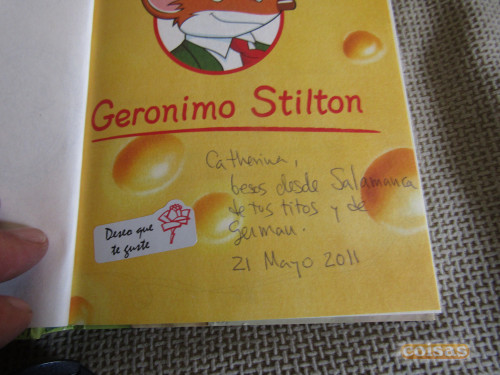 Geronimo Stilton
Catherina,
besos desde Salamanca
de tus titos y de
German.
21 Mayo 2011
Deseo que
te guste
coisas